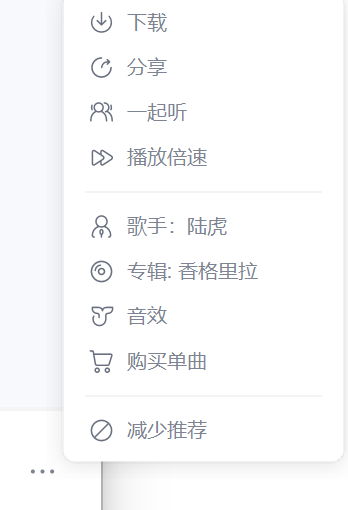 下载
分享
一起听
播放倍速
歌手：陆虎
专辑: 香格里拉
音效
购买单曲
减少推荐